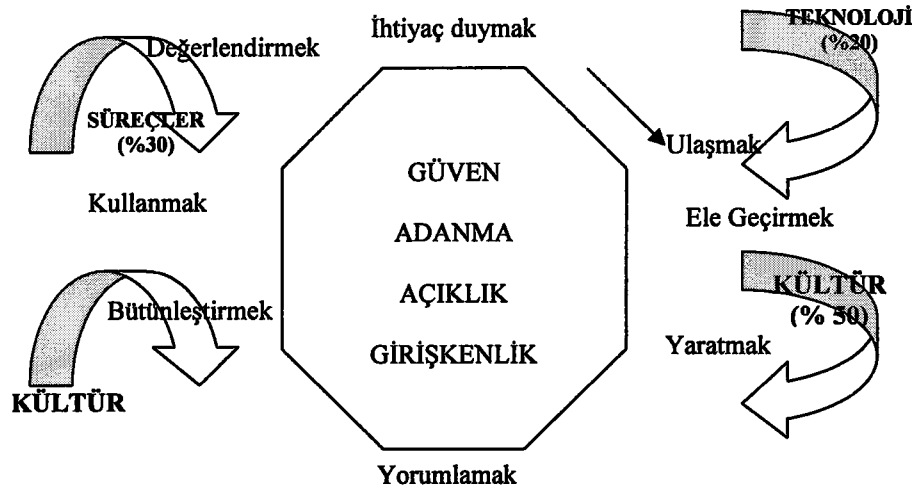 İhtiyaç duymak
TEKNOLOJİ
(%20)
Değerlendirmek
SÜREÇLER
(%30)
Ulaşmak
GÜVEN
Kullanmak
Ele Geçirmek
ADANMA
AÇIKLIK
KÜLTÜR
(% 50)
Bütünleştirmek
GİRİŞKENLİK
Yaratmak
KÜLTÜR
Yorumlamak